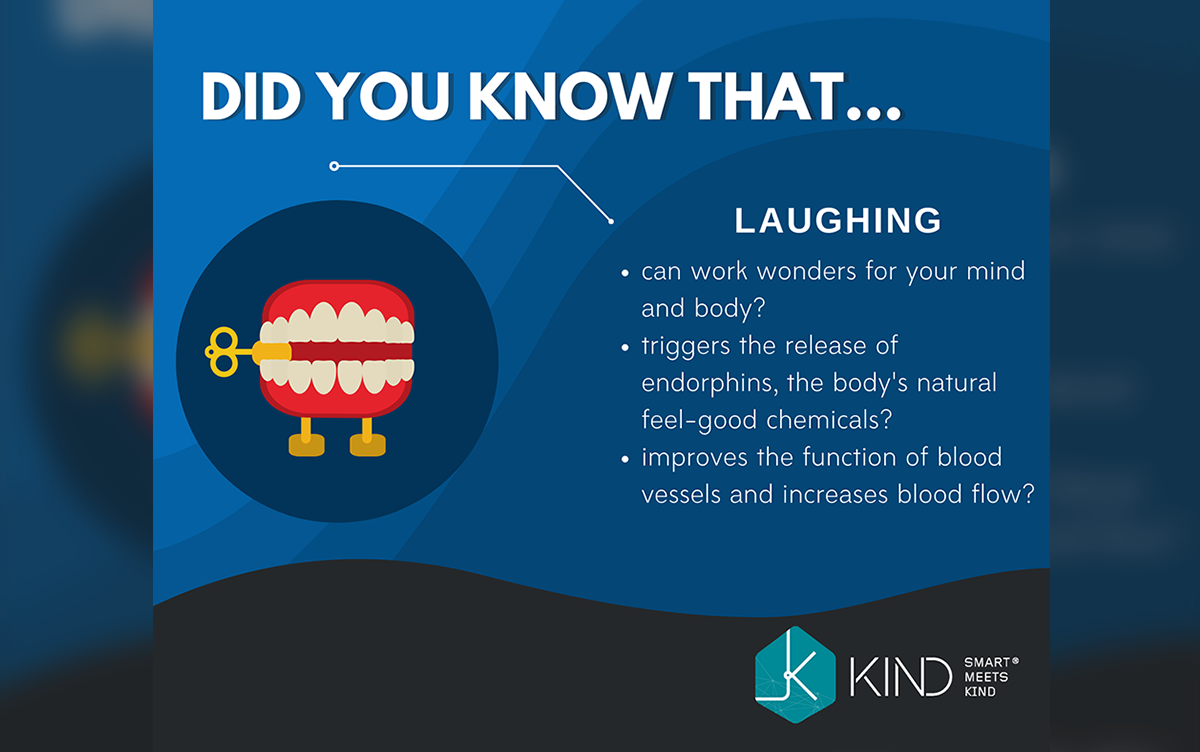 DID YOU KNOW THAT...
LAUGHING
• can work wonders for your mind
and body?
• triggers the release of
endorphins, the body's natural
feel-good chemicals?
• improves the function of blood
vessels and increases blood flow?
KIND
SMART®
MEETS
KIND